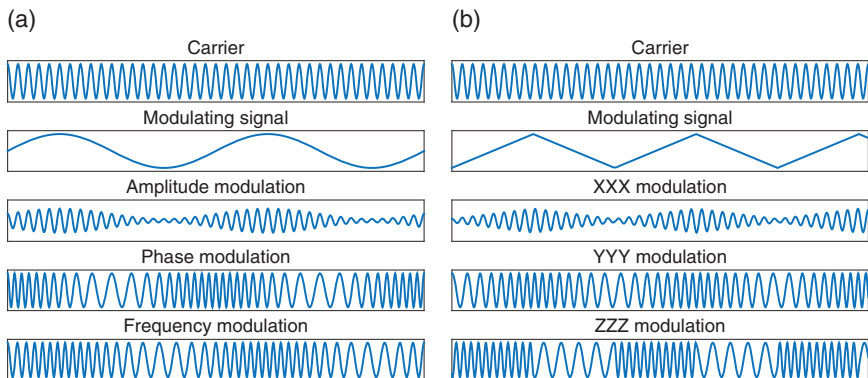 (a)
Carrier
Modulating signal
Amplitude modulation
Phase modulation
Frequency modulation
(b)
Carrier
Modulating signal
XXX modulation
YYY modulation
ZZZ modulation